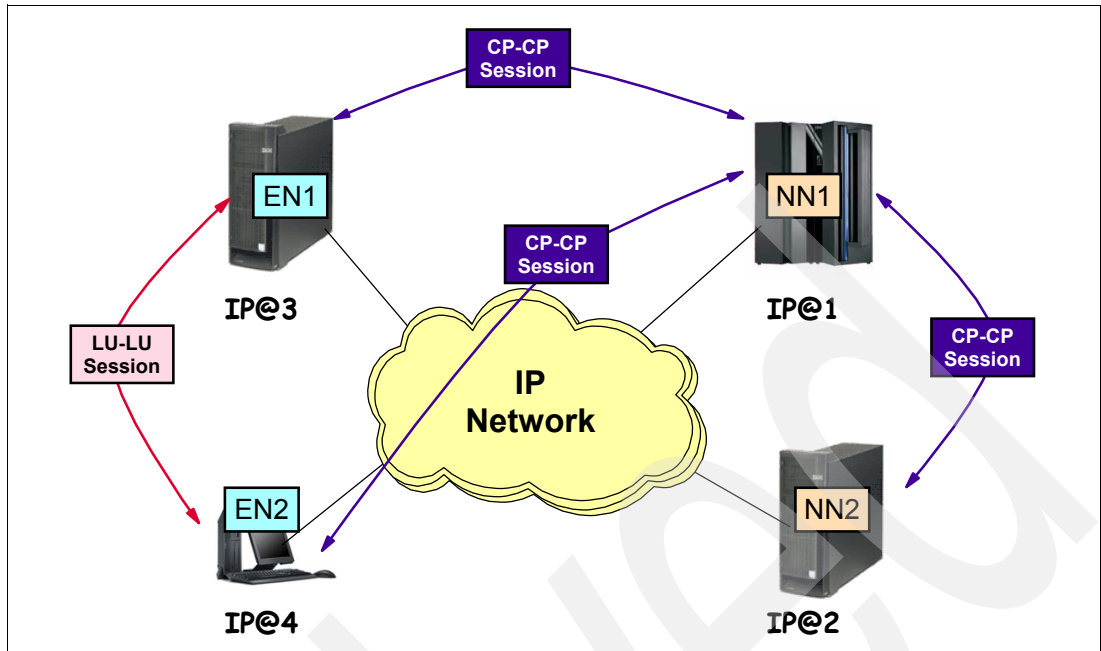 CP-CP
Session
EN1
NN1
CP-CP
Session
IP@3
IP@1
LU-LU
Session
CP-CP
Session
IP
Network
EN2
NN2
IP@4
IP@2